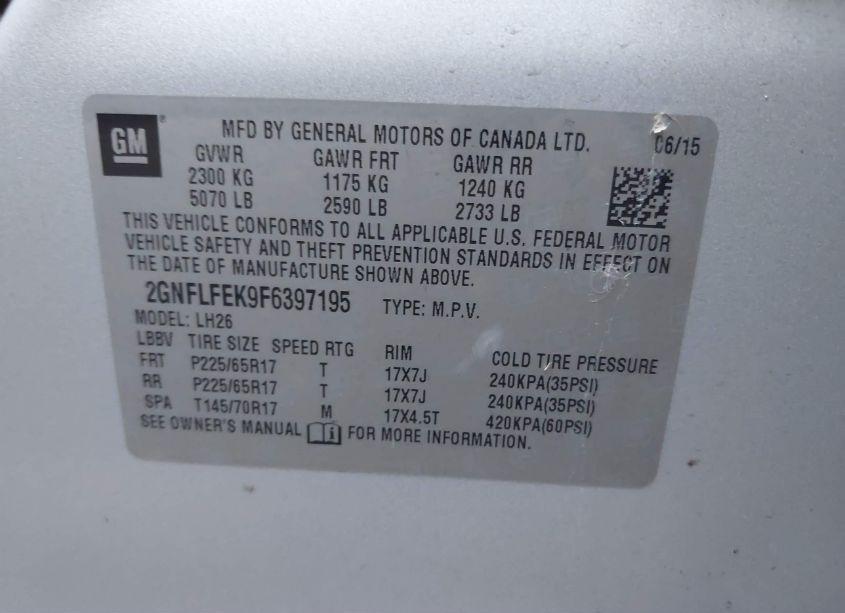 GM ® MFD BY GENERAL MOTORS OF CANADA LTD. 06/15
GVWR GAWR FRT GAWR RR
2300 KG 1175 KG 1240 KG
5070 LB 2590 LB 2733 LB
THIS VEHICLE CONFORMS TO ALL APPLICABLE U.S. FEDERAL MOTOR
VEHICLE SAFETY AND THEFT PREVENTION STANDARDS IN EFFECT ON
THE DATE OF MANUFACTURE SHOWN ABOVE.
2GNFLFEK9F6397195 TYPE: M.P.V.
MODEL: LH26
LBBV TIRE SIZE SPEED RTG RIM COLD TIRE PRESSURE
FRT P225/65R17 T 17X7J 240KPA(35PSI)
RR P225/65R17 T 17X7J 240KPA(35PSI)
SPA T145/70R17 M 17X4.5T 420KPA(60PSI)
SEE OWNER'S MANUAL i FOR MORE INFORMATION.